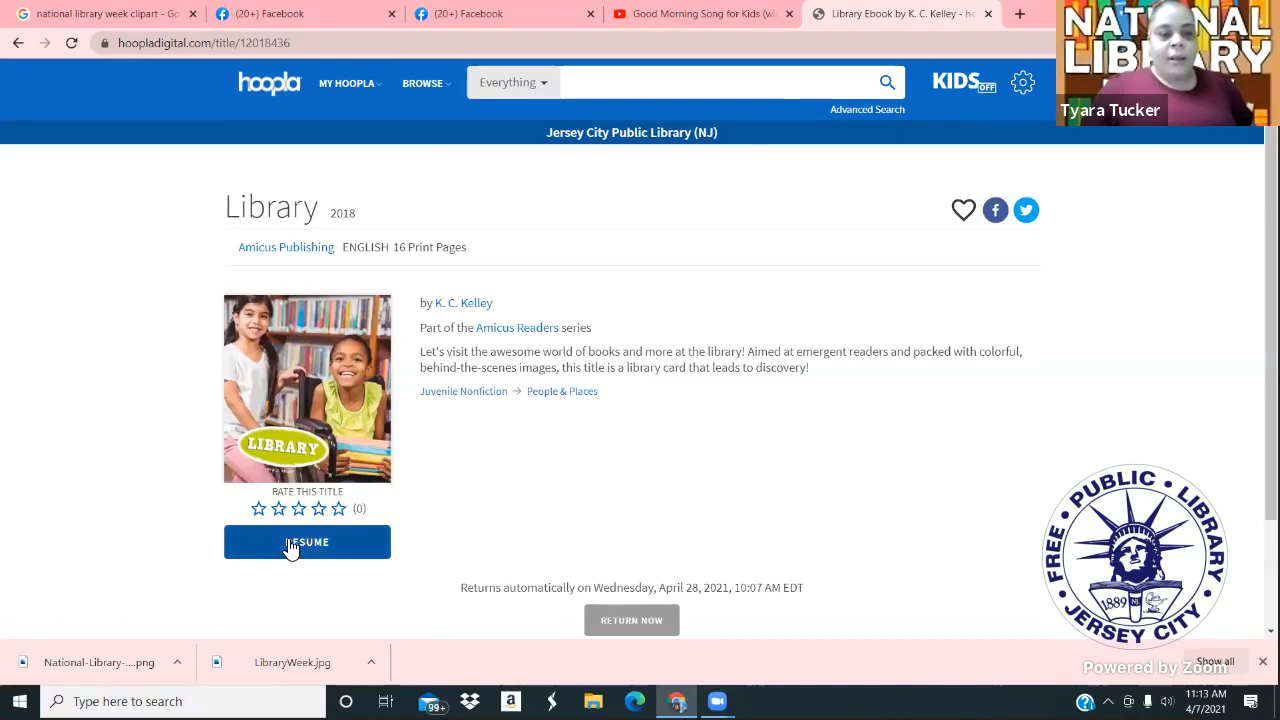 national library week clipart - Go
(20+) Facebook
(20+) Facebook
Good Morning Song for Kids (wi
Library Ebook by K. C. Kelley - ho
hoopladigital.com/title/12018436
hoopla
MY HOOPLA
BROWSE
Everything
KIDS OFF
Advanced Search
Jersey City Public Library (NJ)
NATIONAL
LIBRARY
Tyara Tucker
Library 2018
Amicus Publishing ENGLISH 16 Print Pages
by K. C. Kelley
Part of the Amicus Readers series
Let's visit the awesome world of books and more at the library! Aimed at emergent readers and packed with colorful,
behind-the-scenes images, this title is a library card that leads to discovery!
Juvenile Nonfiction → People & Places
LIBRARY
RATE THIS TITLE
(0)
RESUME
Returns automatically on Wednesday, April 28, 2021, 10:07 AM EDT
RETURN NOW
FREE • PUBLIC • LIBRARY
JERSEY CITY
1889
National-Library-....png
LibraryWeek.jpg
Show all
Powered by Zoom
Type here to search
99+
11:13 AM
4/7/2021